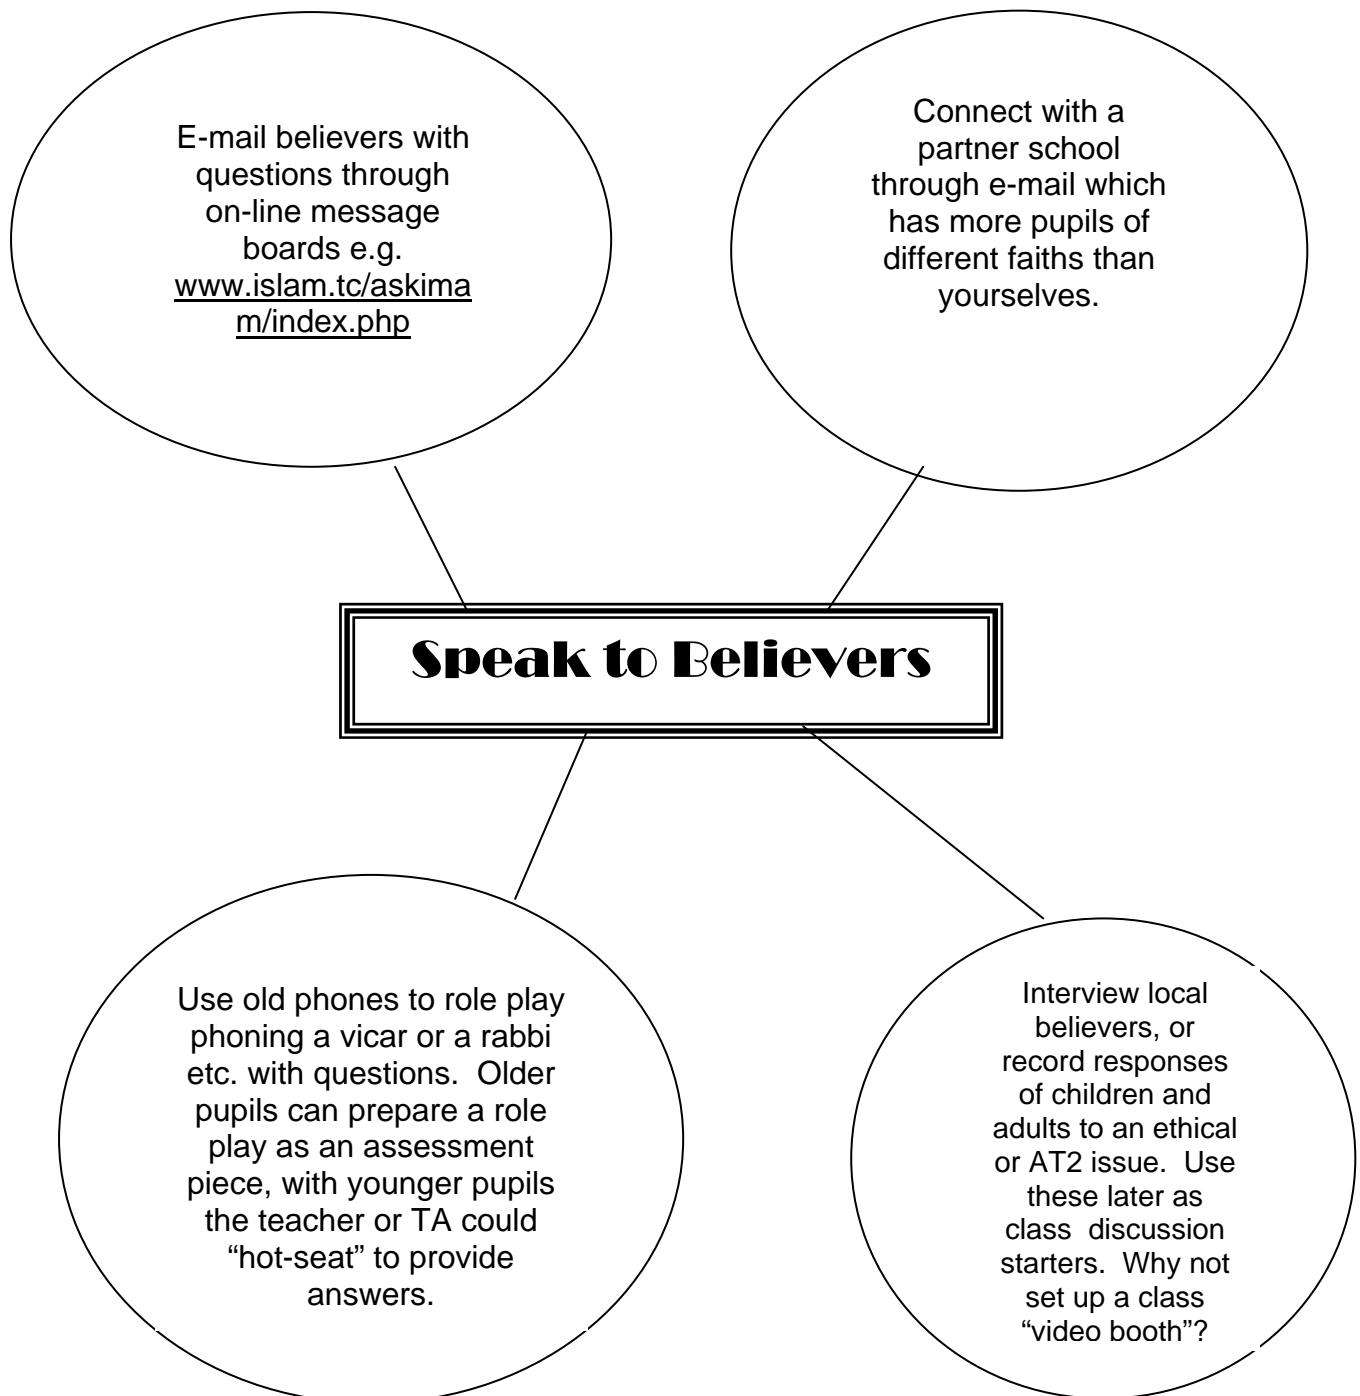 E-mail believers with
questions through
on-line message
boards e.g.
www.islam.tc/askima
m/index.php
Connect with a
partner school
through e-mail which
has more pupils of
different faiths than
yourselves.
Speak to Believers
Use old phones to role play
phoning a vicar or a rabbi
etc. with questions.  Older
pupils can prepare a role
play as an assessment
piece, with younger pupils
the teacher or TA could
“hot-seat” to provide
answers.
Interview local
believers, or
record responses
of children and
adults to an ethical
or AT2 issue.  Use
these later as
class  discussion
starters.  Why not
set up a class
“video booth”?